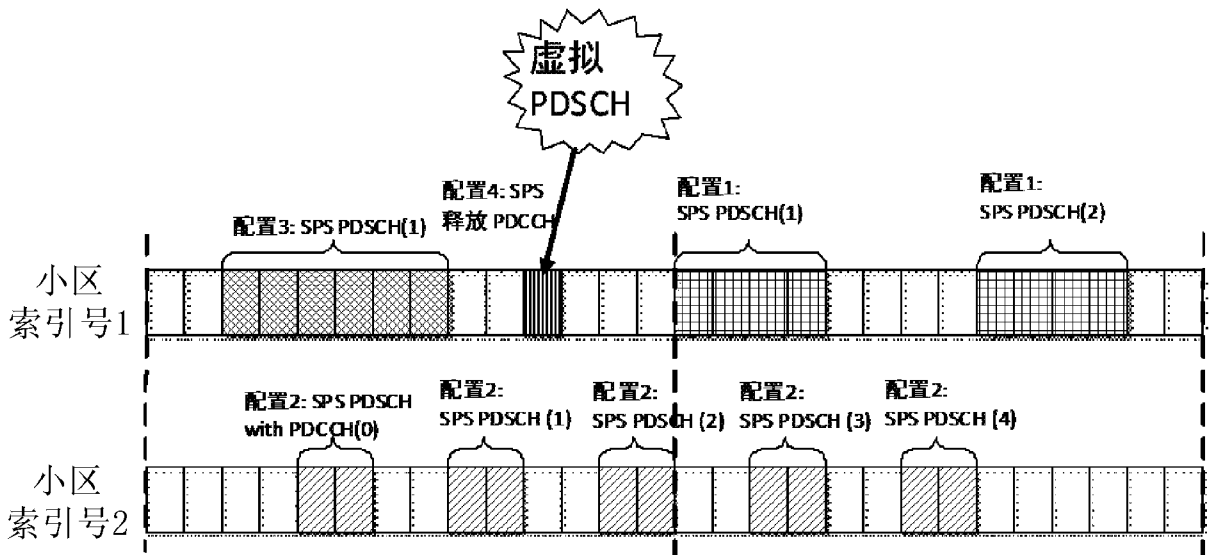 虚拟
PDSCH
配置4: SPS
释放 PDCCH
配置3: SPS PDSCH(1)
配置1:
SPS PDSCH(1)
配置1:
SPS PDSCH(2)
小区
索引号1
配置2: SPS PDSCH
with PDCCH(0)
配置2:
SPS PDSCH (1)
配置2:
SPS PDSCH (2)
配置2:
SPS PDSCH (3)
配置2:
SPS PDSCH (4)
小区
索引号2